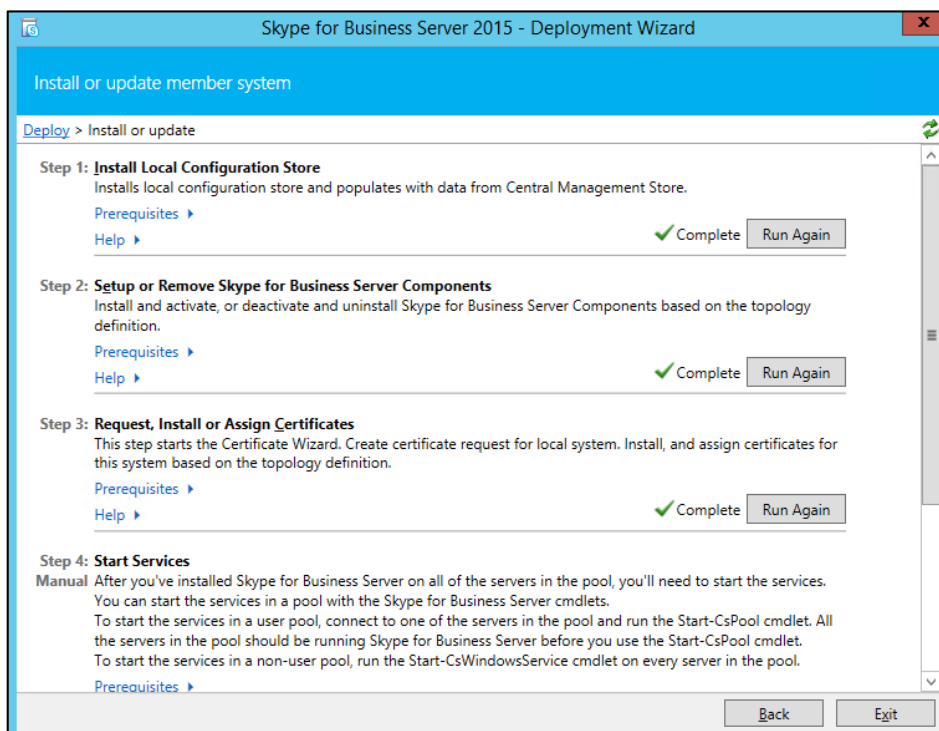 Skype for Business Server 2015 - Deployment Wizard
x
Install or update member system
Deploy > Install or update
Step 1: Install Local Configuration Store
Installs local configuration store and populates with data from Central Management Store.
Prerequisites
Help
Complete Run Again
Step 2: Setup or Remove Skype for Business Server Components
Install and activate, or deactivate and uninstall Skype for Business Server Components based on the topology
definition.
Prerequisites
Help
Complete Run Again
Step 3: Request, Install or Assign Certificates
This step starts the Certificate Wizard. Create certificate request for local system. Install, and assign certificates for
this system based on the topology definition.
Prerequisites
Help
Complete Run Again
Step 4: Start Services
Manual After you've installed Skype for Business Server on all of the servers in the pool, you'll need to start the services.
You can start the services in a pool with the Skype for Business Server cmdlets.
To start the services in a user pool, connect to one of the servers in the pool and run the Start-CsPool cmdlet. All
the servers in the pool should be running Skype for Business Server before you use the Start-CsPool cmdlet.
To start the services in a non-user pool, run the Start-CsWindowsService cmdlet on every server in the pool.
Prerequisites
Back Exit